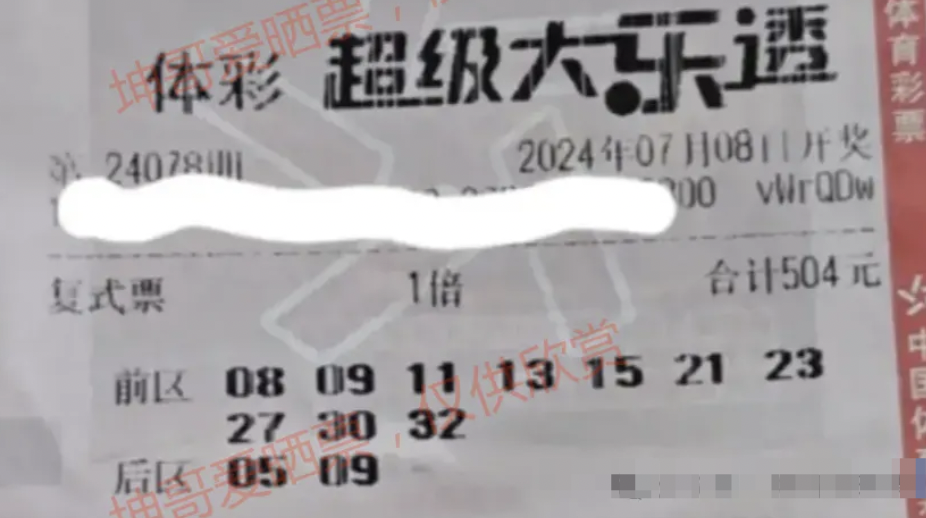 坤哥爱晒票，
体彩 超级大乐透
第 24078期
2024年07月08日开奖
vWrQDw
复式票 1倍 合计504元
前区 08 09 11 13 15 21 23
27 30 32
后区 05 09
坤哥爱晒票，仅供欣赏
体育彩票
中国体